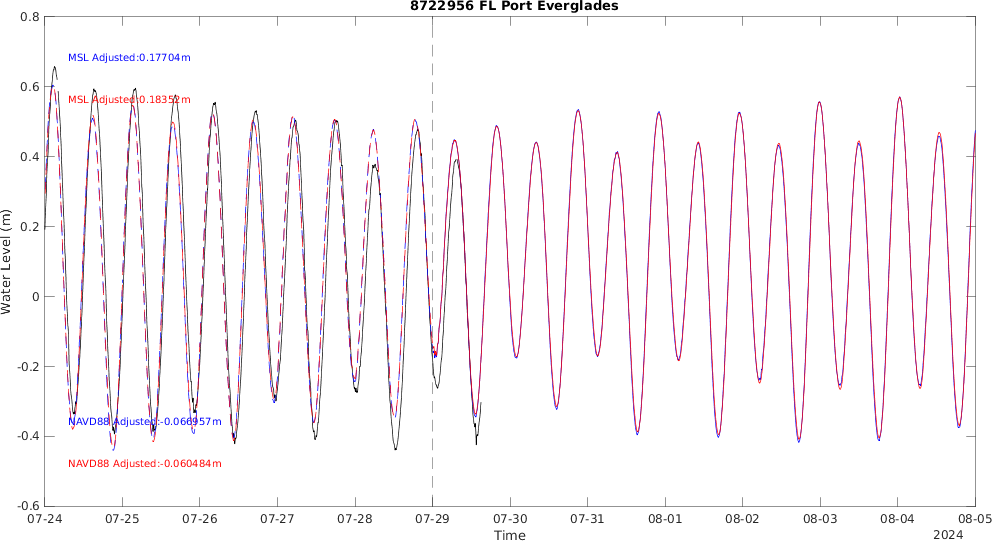 8722956 FL Port Everglades
0.8
MSL Adjusted:0.17704m
0.6
MSL Adjusted:0.18352m
0.4
0.2
Water Level (m)
0
-0.2
NAVD88 Adjusted:-0.066957m
-0.4
NAVD88 Adjusted:-0.060484m
-0.6
07-24 07-25 07-26 07-27 07-28 07-29 07-30 07-31 08-01 08-02 08-03 08-04 08-05
Time 2024